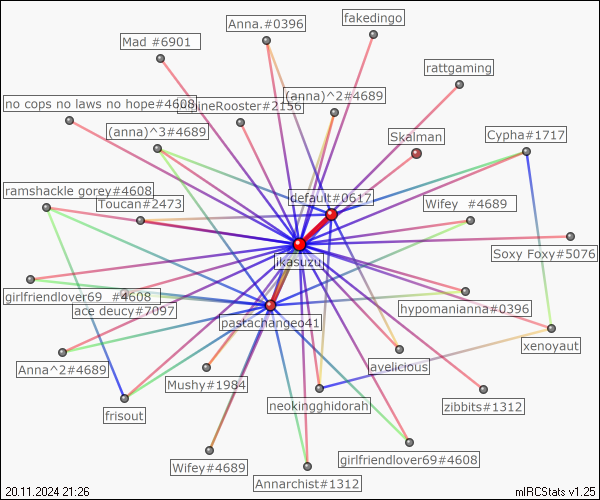 fakedingo
Anna.#0396
Mad #6901
rattgaming
(anna)^2#4689
no cops no laws no hope#4608
lineRooster#2156
(anna)^3#4689
Skalman
Cypha#1717
ramshackle gorey#4608
default#0617
Toucan#2473
Wifey #4689
Soxy Foxy#5076
ikasuzu
girlfriendlover69 #4608
hypomanianna#0396
ace deucy#7097
pastachangeo41
xenoyaut
Anna^2#4689
avelicious
Mushy#1984
neokingghidorah
zibbits#1312
frisout
girlfriendlover69#4608
Wifey#4689
Annarchist#1312
20.11.2024 21:26
mIRCStats v1.25